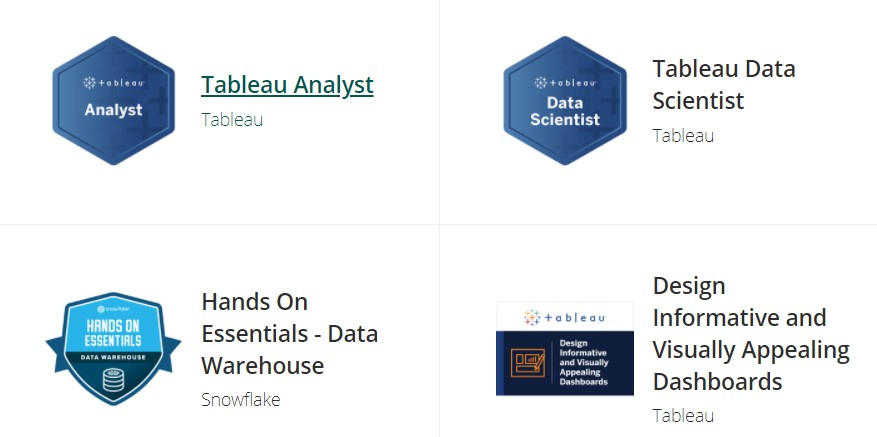 +ableau
Analyst
Tableau Analyst
Tableau
+ableau
Data
Scientist
Tableau Data
Scientist
Tableau
snowflake
HANDS ON
ESSENTIALS
DATA WAREHOUSE
Hands On
Essentials - Data
Warehouse
Snowflake
+ableau
Design
Informative
and Visually
Appealing
Dashboards
Design
Informative and
Visually Appealing
Dashboards
Tableau